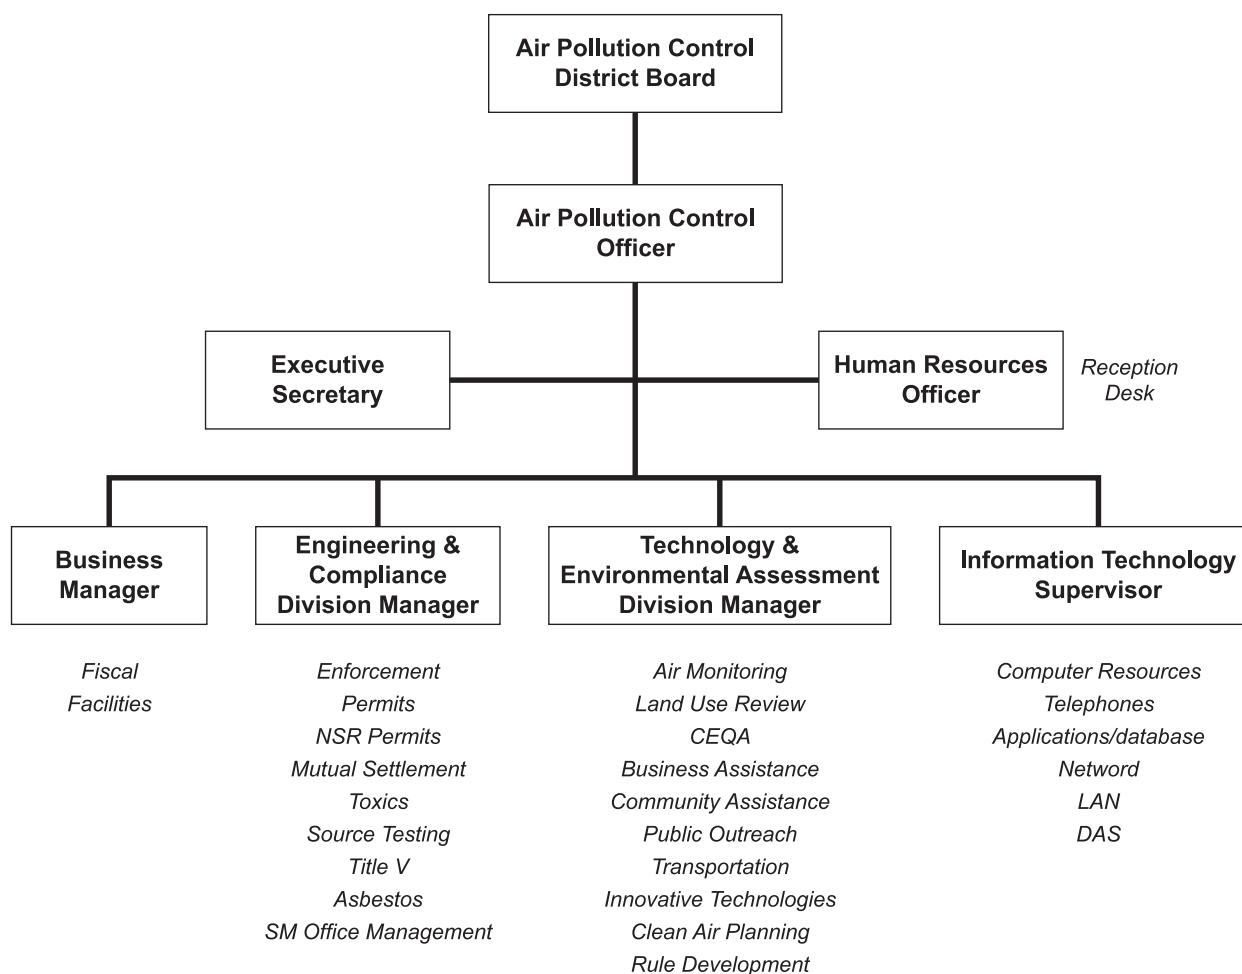 Air Pollution Control
District Board
Air Pollution Control
Officer
Executive
Secretary
Human Resources
Officer
Reception
Desk
Business
Manager
Engineering &
Compliance
Division Manager
Technology &
Environmental Assessment
Division Manager
Information Technology
Supervisor
Fiscal
Facilities
Enforcement
Permits
NSR Permits
Mutual Settlement
Toxics
Source Testing
Title V
Asbestos
SM Office Management
Air Monitoring
Land Use Review
CEQA
Business Assistance
Community Assistance
Public Outreach
Transportation
Innovative Technologies
Clean Air Planning
Rule Development
Computer Resources
Telephones
Applications/database
Netword
LAN
DAS